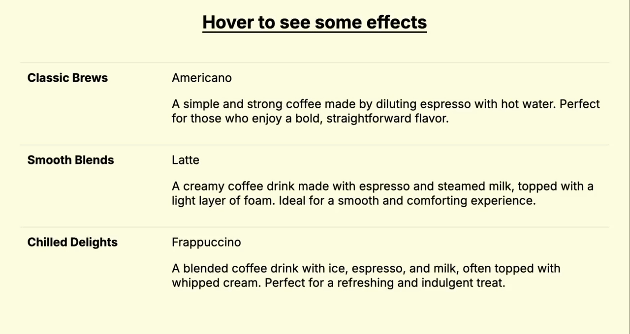 Hover to see some effects
Classic Brews
Americano
A simple and strong coffee made by diluting espresso with hot water. Perfect
for those who enjoy a bold, straightforward flavor.
Smooth Blends
Latte
A creamy coffee drink made with espresso and steamed milk, topped with a
light layer of foam. Ideal for a smooth and comforting experience.
Chilled Delights
Frappuccino
A blended coffee drink with ice, espresso, and milk, often topped with
whipped cream. Perfect for a refreshing and indulgent treat.